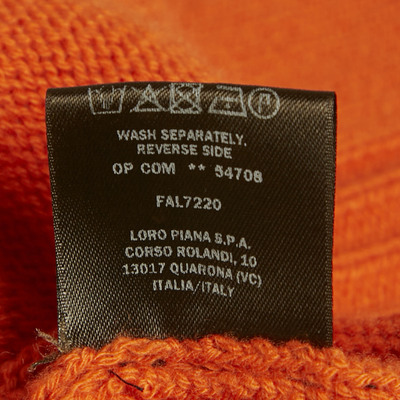 WASH SEPARATELY.
REVERSE SIDE
OP COM ** 54708
FAL7220
LORO PIANA S.P.A.
CORSO ROLANDI, 10
13017 QUARONA (VC)
ITALIA/ITALY